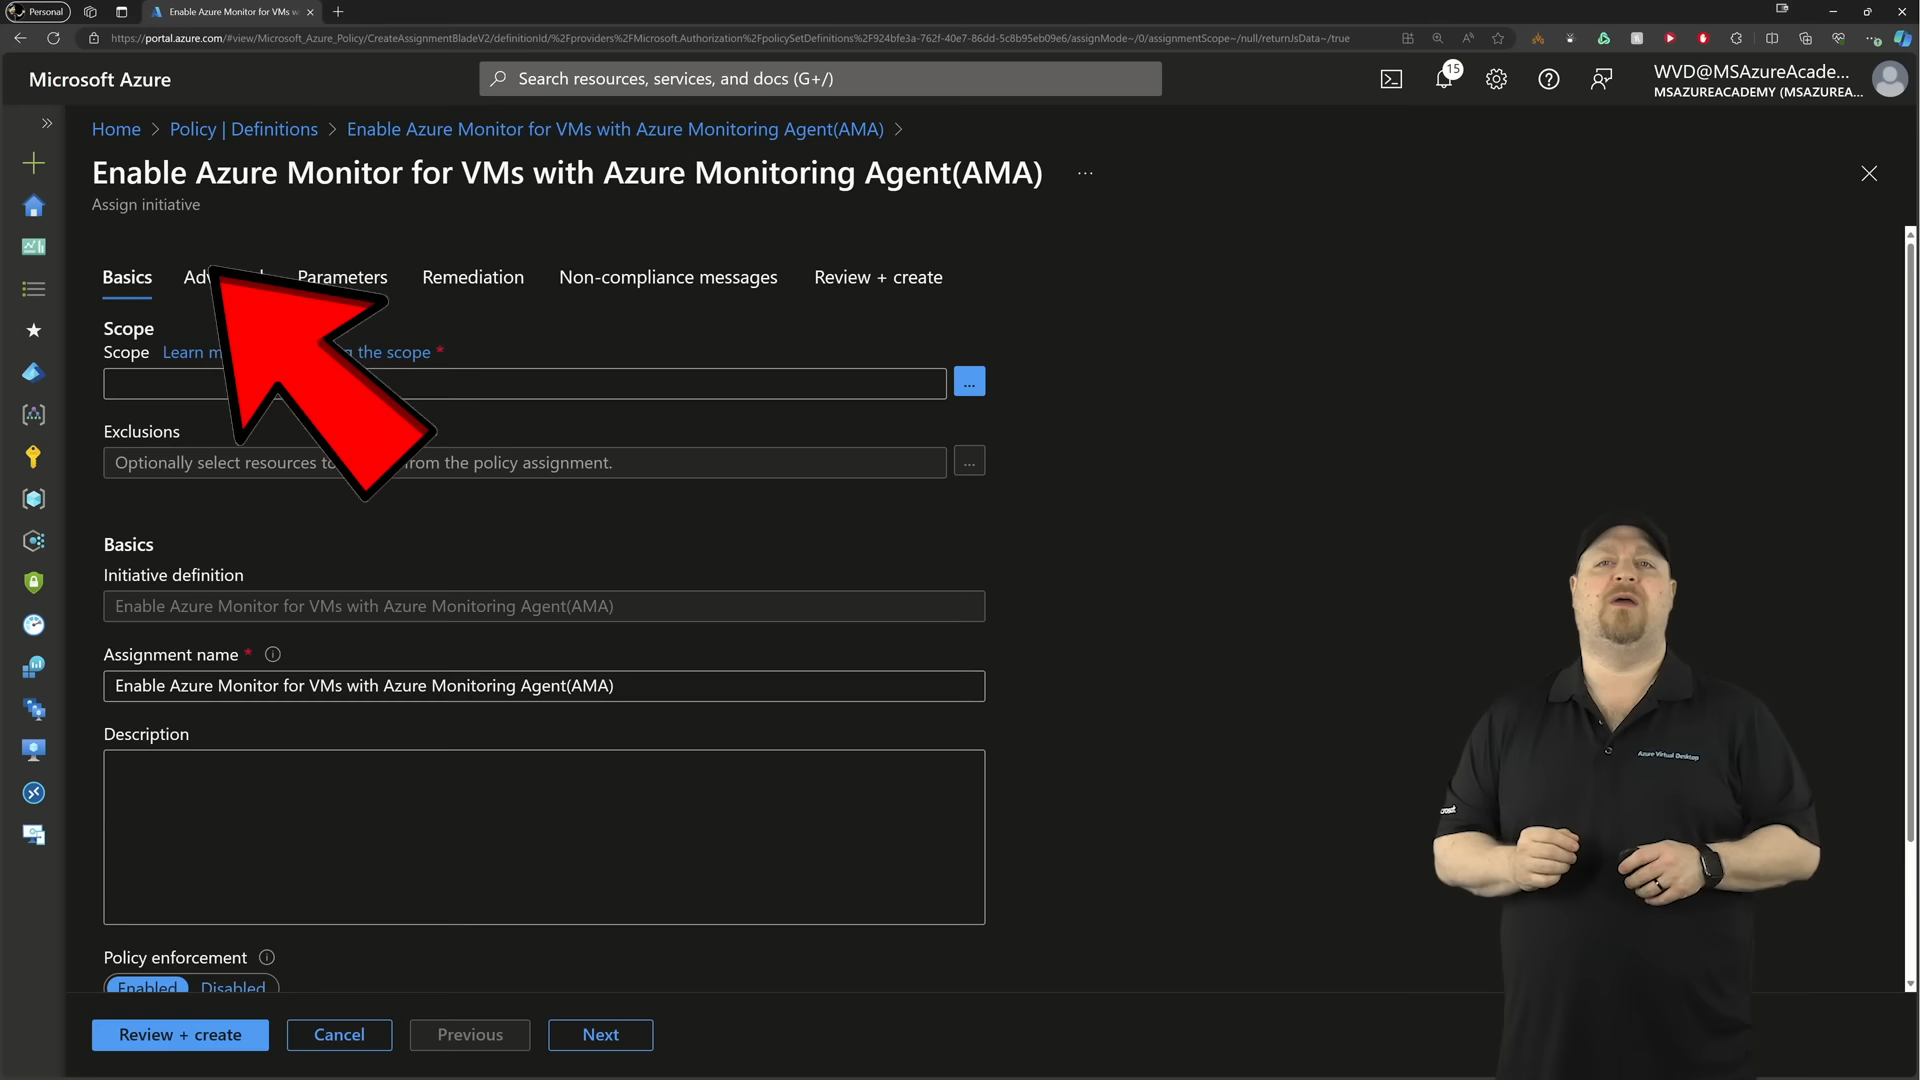 Personal
Enable Azure Monitor for VMs w
https://portal.azure.com/#view/Microsoft_Azure_Policy/CreateAssignmentBladeV2/definitionId/%2Fproviders%2FMicrosoft.Authorization%2FpolicySetDefinitions%2F924bfe3a-762f-40e7-86dd-5c8b95eb09e6/assignMode~/0/assignmentScope~/null/returnJsData~/true
Microsoft Azure
Search resources, services, and docs (G+/)
15
WVD@MSAzureAcade...
MSAZUREACADEMY (MSAZUREA...
Home > Policy | Definitions > Enable Azure Monitor for VMs with Azure Monitoring Agent(AMA) >
Enable Azure Monitor for VMs with Azure Monitoring Agent(AMA) ...
Assign initiative
Basics Parameters Remediation Non-compliance messages Review + create
Scope
Scope Learn the scope *
...
Exclusions
Optionally select resources from the policy assignment.
...
Basics
Initiative definition
Enable Azure Monitor for VMs with Azure Monitoring Agent(AMA)
Assignment name *
Enable Azure Monitor for VMs with Azure Monitoring Agent(AMA)
Description
Azure Virtual Desktop
Policy enforcement
Enabled Disabled
Review + create Cancel Previous Next